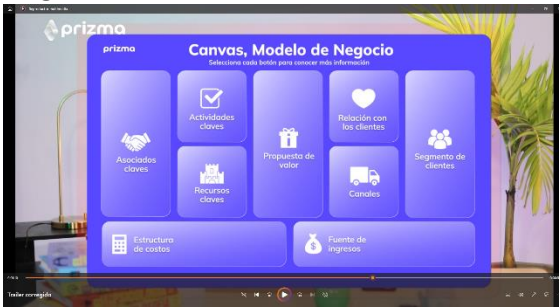 prizma
prizma
Canvas, Modelo de Negocio
Selecciona cada botón para conocer más información
Asociados
claves
Actividades
claves
Recursos
claves
Propuesta de
valor
Relación con
los clientes
Canales
Segmento de
clientes
Estructura
de costos
Fuente de
ingresos
Trailer corregido